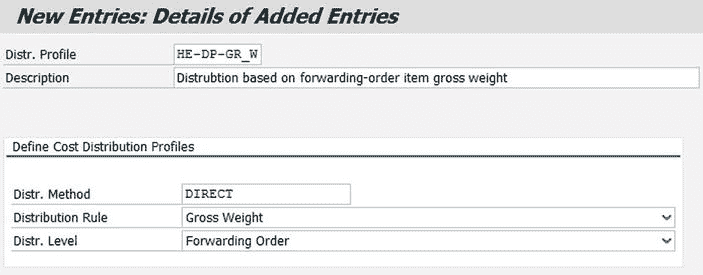 New Entries: Details of Added Entries
Distr. Profile HE-DP-GR_W
Description Distrubtion based on forwarding-order item gross weight
Define Cost Distribution Profiles
Distr. Method DIRECT
Distribution Rule Gross Weight
Distr. Level Forwarding Order